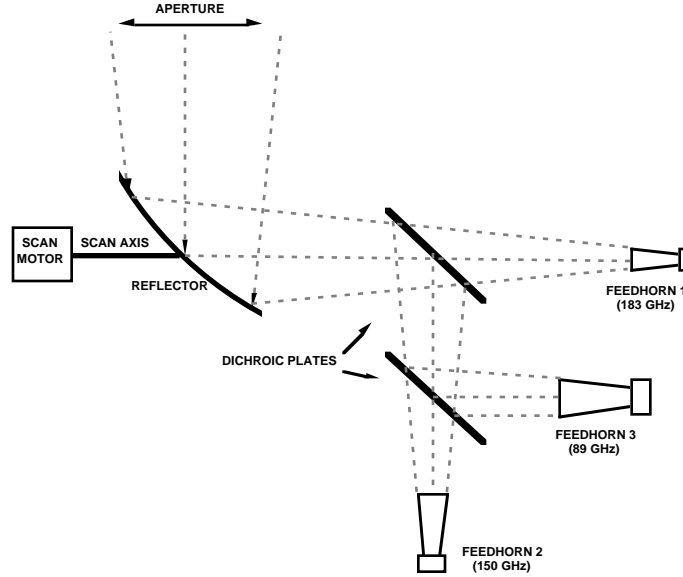 APERTURE
SCAN
MOTOR
SCAN AXIS
REFLECTOR
FEEDHORN 1
(183 GHz)
DICHROIC PLATES
FEEDHORN 3
(89 GHz)
FEEDHORN 2
(150 GHz)